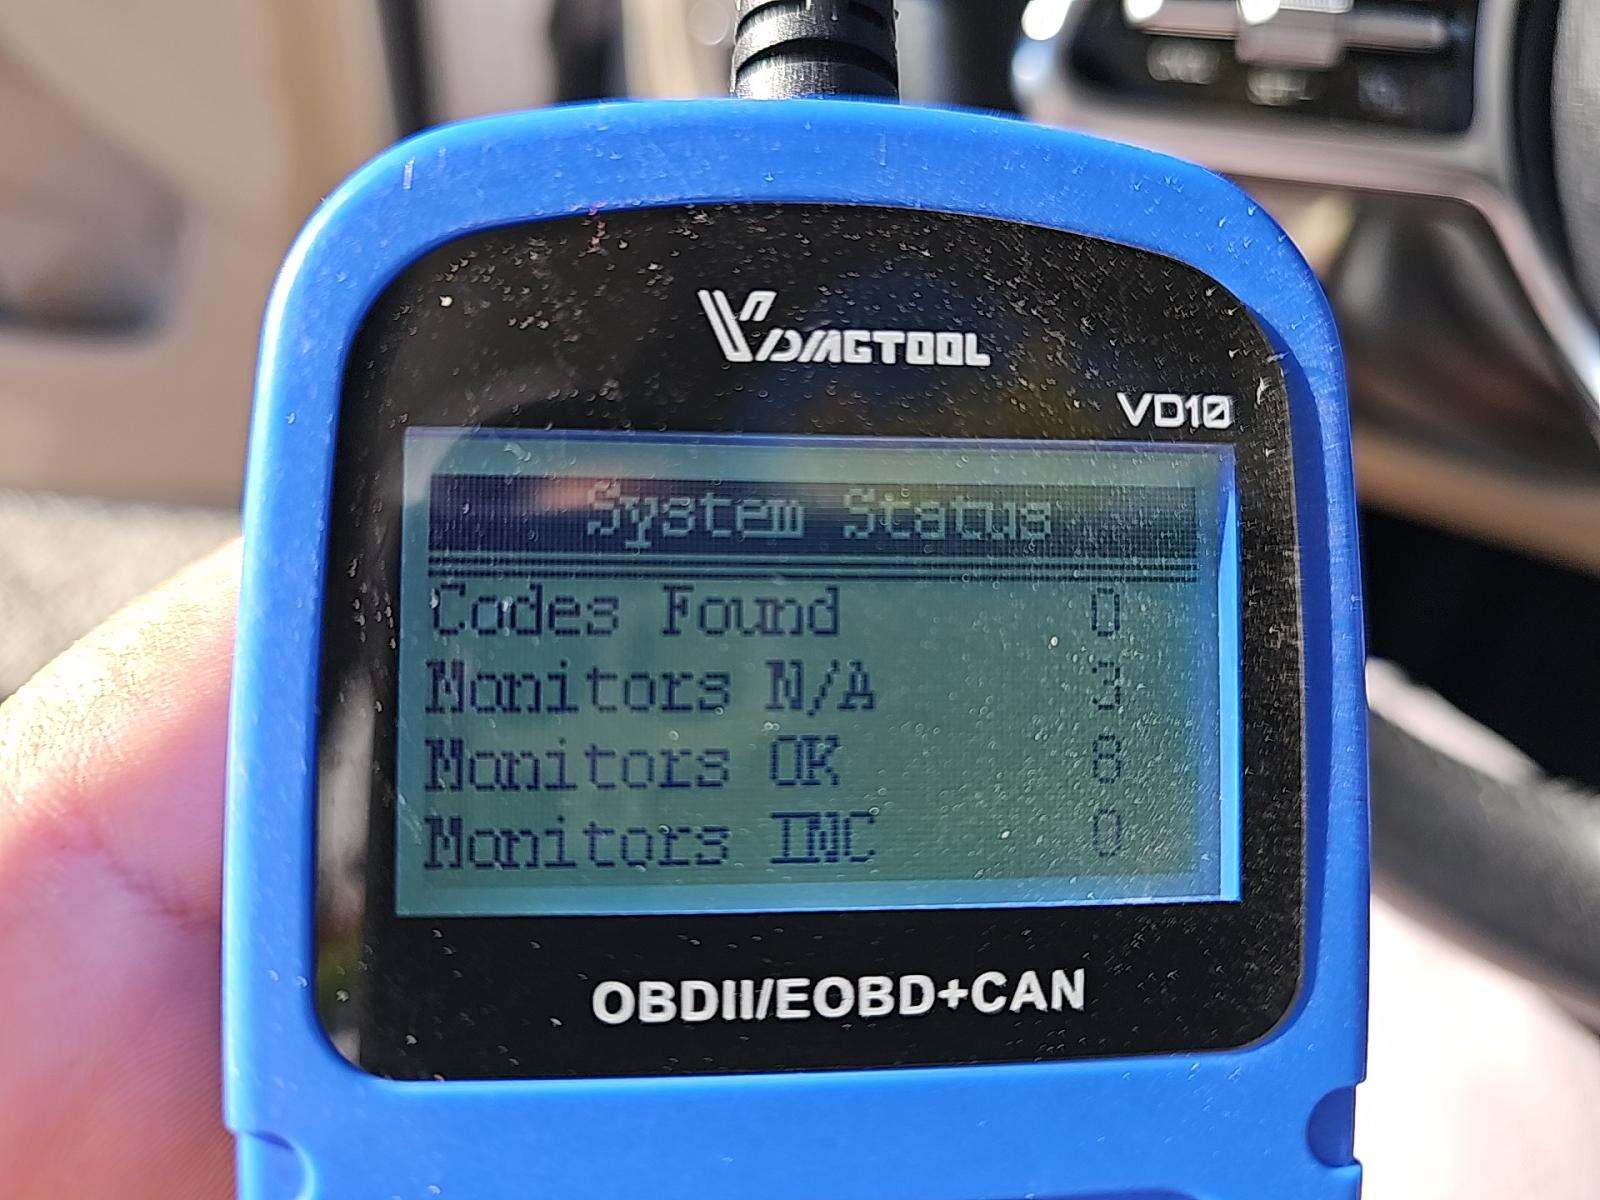 VDIAGTOOL
VD10
System Status
Codes Found 0
Monitors N/A 3
Monitors OK 8
Monitors INC 0
OBDII/EOBD+CAN